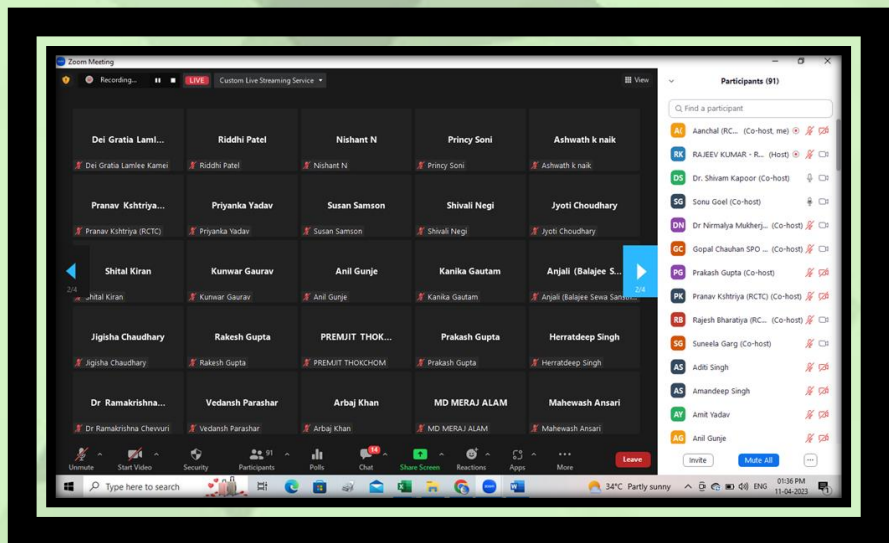 Zoom Meeting
Recording... LIVE Custom Live Streaming Service View
Participants (91)
Find a participant
Dei Gratia Laml... Riddhi Patel Nishant N Princy Soni Ashwath k naik
Dei Gratia Lamlee Kamei Riddhi Patel Nishant N Princy Soni Ashwath k naik
Pranav Kshtriya... Priyanka Yadav Susan Samson Shivali Negi Jyoti Choudhary
Pranav Kshtriya (RCTC) Priyanka Yadav Susan Samson Shivali Negi Jyoti Choudhary
Shital Kiran Kunwar Gaurav Anil Gunje Kanika Gautam Anjali (Balajee S...
2/4 2/4
Shital Kiran Kunwar Gaurav Anil Gunje Kanika Gautam Anjali (Balajee Sewa Sansth...
Jigisha Chaudhary Rakesh Gupta PREMJIT THOK... Prakash Gupta Herratdeep Singh
Jigisha Chaudhary Rakesh Gupta PREMJIT THOKCHOM Prakash Gupta Herratdeep Singh
Dr Ramakrishna... Vedansh Parashar Arbaj Khan MD MERAJ ALAM Mahewash Ansari
Dr Ramakrishna Chevvuri Vedansh Parashar Arbaj Khan MD MERAJ ALAM Mahewash Ansari
A( Aanchal (RC... (Co-host, me)
RK RAJEEV KUMAR - R... (Host)
DS Dr. Shivam Kapoor (Co-host)
SG Sonu Goel (Co-host)
DN Dr Nirmalya Mukherj... (Co-host)
GC Gopal Chauhan SPO ... (Co-host)
PG Prakash Gupta (Co-host)
PK Pranav Kshtriya (RCTC) (Co-host)
RB Rajesh Bharatiya (RC... (Co-host)
SG Suneela Garg (Co-host)
AS Aditi Singh
AS Amandeep Singh
AY Amit Yadav
AG Anil Gunje
91 14
Unmute Start Video Security Participants Polls Chat Share Screen Reactions Apps More Leave
Invite Mute All ...
Type here to search 34°C Partly sunny ENG 01:36 PM
11-04-2023